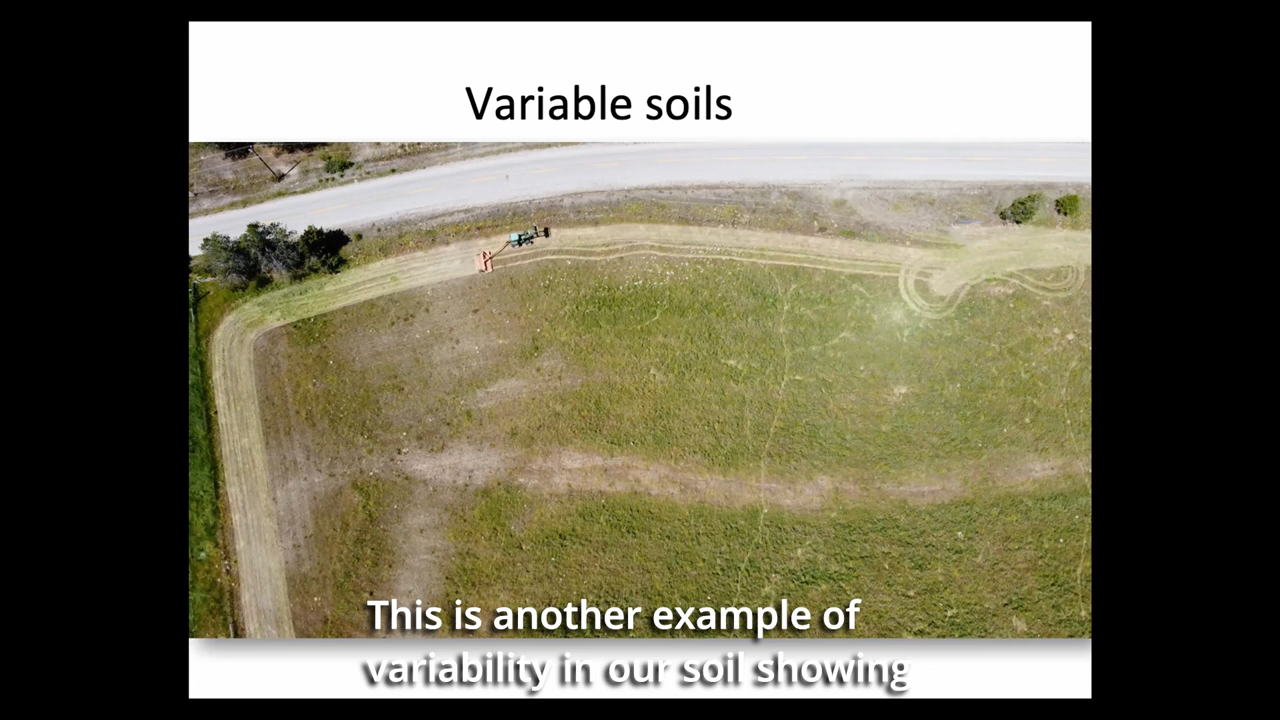 Variable soils
This is another example of
variability in our soil showing